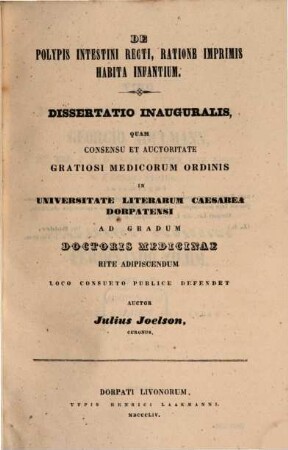 DE
POLYPIS INTESTINI RECTI, RATIONE IMPRIMIS
HABITA INFANTIUM.
DISSERTATIO INAUGURALIS,
QUAM
CONSENSU ET AUCTORITATE
GRATIOSI MEDICORUM ORDINIS
IN
UNIVERSITATE LITERARUM CAESAREA
DORPATENSI
AD GRADUM
DOCTORIS MEDICINAE
RITE ADIPISCENDUM
LOCO CONSUETO PUBLICE DEFENDET
AUCTOR
Julius Joelson,
CURONUS.
DORPATI LIVONORUM,
TYPIS HENRICI LAAKMANNI.
MDCCCLIV.